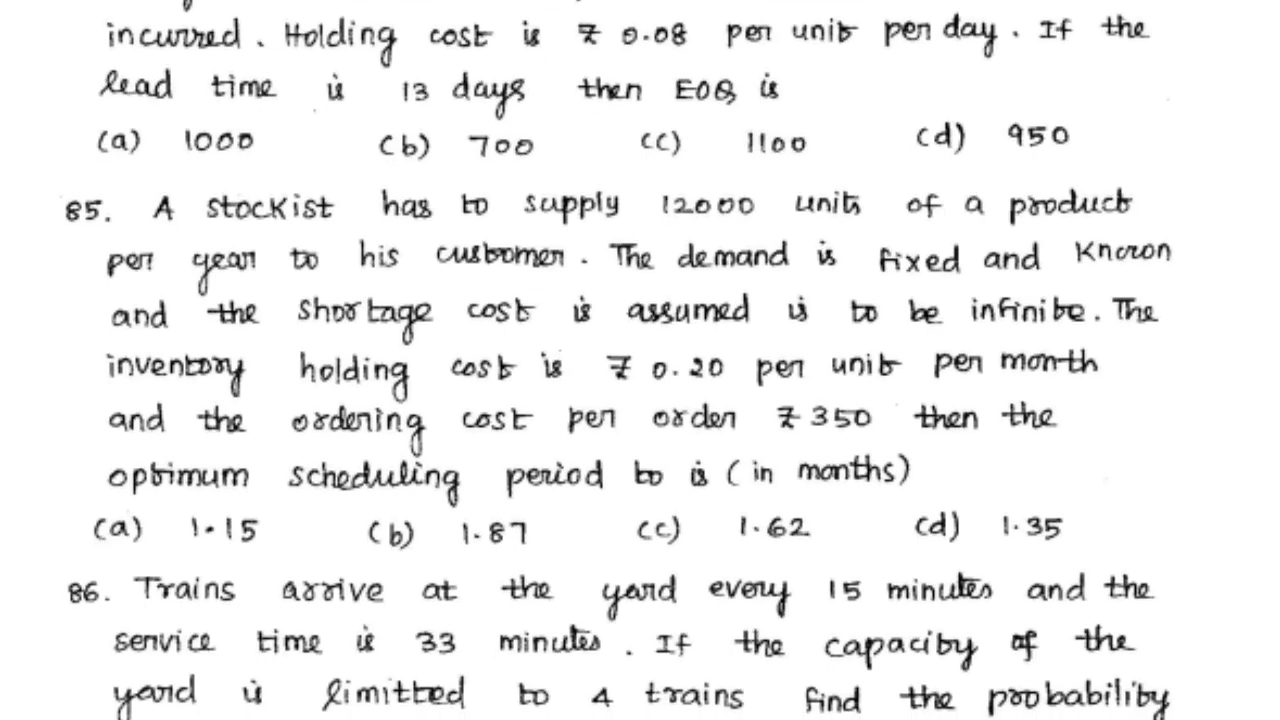 incurred. Holding cost is ₹ 0.08 per unit per day. If the
lead time is 13 days then EOQ is
(a) 1000 (b) 700 (c) 1100 (d) 950
85. A stockist has to supply 12000 units of a product
per year to his customer. The demand is fixed and Known
and the shortage cost is assumed is to be infinite. The
inventory holding cost is ₹ 0.20 per unit per month
and the ordering cost per order ₹ 350 then the
optimum scheduling period to is (in months)
(a) 1.15 (b) 1.87 (c) 1.62 (d) 1.35
86. Trains arrive at the yard every 15 minutes and the
service time is 33 minutes. If the capacity of the
yard is limitted to 4 trains find the probability